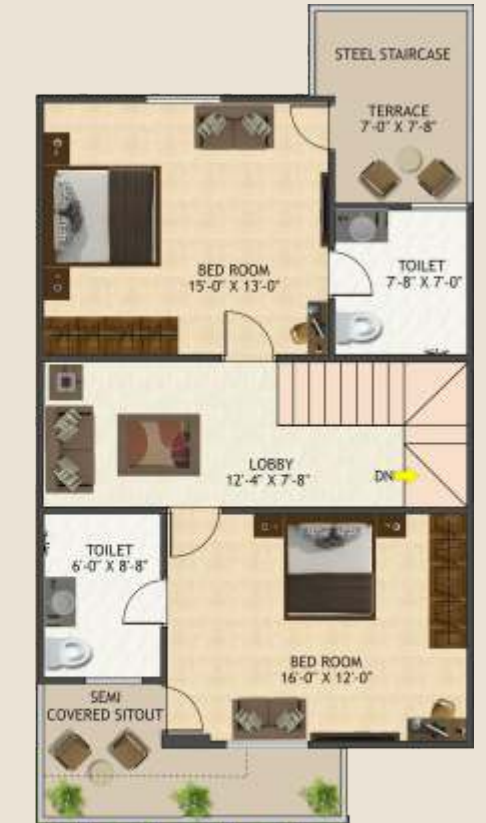 STEEL STAIRCASE
TERRACE
7'-0" X 7'-8"
BED ROOM
15'-0" X 13'-0"
TOILET
7'-8" X 7'-0"
LOBBY
12'-4" X 7'-8"
DN
TOILET
6'-0" X 8'-8"
BED ROOM
16'-0" X 12'-0"
SEMI
COVERED SITOUT